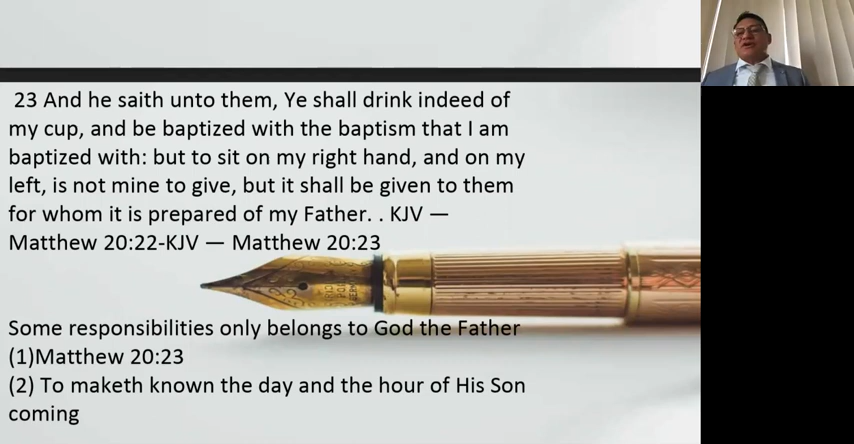 23 And he saith unto them, Ye shall drink indeed of
my cup, and be baptized with the baptism that I am
baptized with: but to sit on my right hand, and on my
left, is not mine to give, but it shall be given to them
for whom it is prepared of my Father. . KJV —
Matthew 20:22-KJV — Matthew 20:23
Some responsibilities only belongs to God the Father
(1)Matthew 20:23
(2) To maketh known the day and the hour of His Son
coming